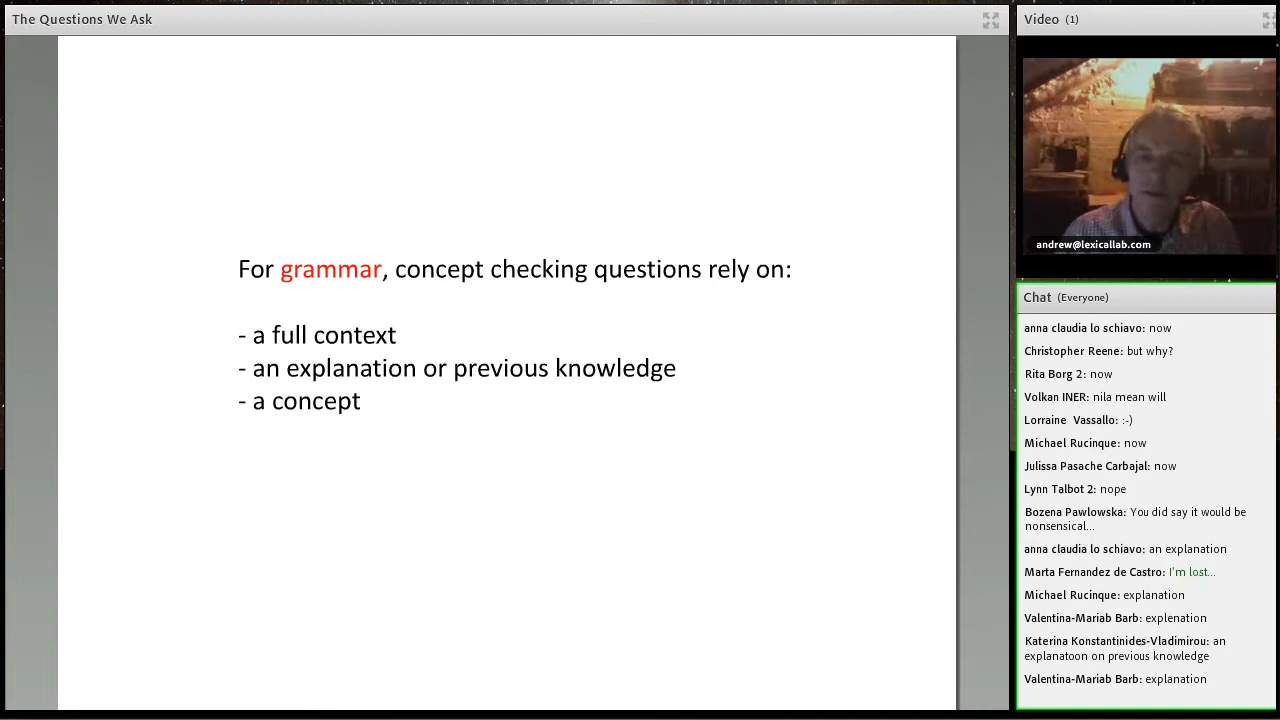 The Questions We Ask
For grammar, concept checking questions rely on:
- a full context
- an explanation or previous knowledge
- a concept
Video (1)
andrew@lexicallab.com
Chat (Everyone)
anna claudia lo schiavo: now
Christopher Reene: but why?
Rita Borg 2: now
Volkan INER: nila mean will
Lorraine Vassallo: :-)
Michael Rucinque: now
Julissa Pasache Carbajal: now
Lynn Talbot 2: nope
Bozena Pawlowska: You did say it would be
nonsensical...
anna claudia lo schiavo: an explanation
Marta Fernandez de Castro: I'm lost...
Michael Rucinque: explanation
Valentina-Mariab Barb: explenation
Katerina Konstantinides-Vladimirou: an
explanatoon on previous knowledge
Valentina-Mariab Barb: explanation